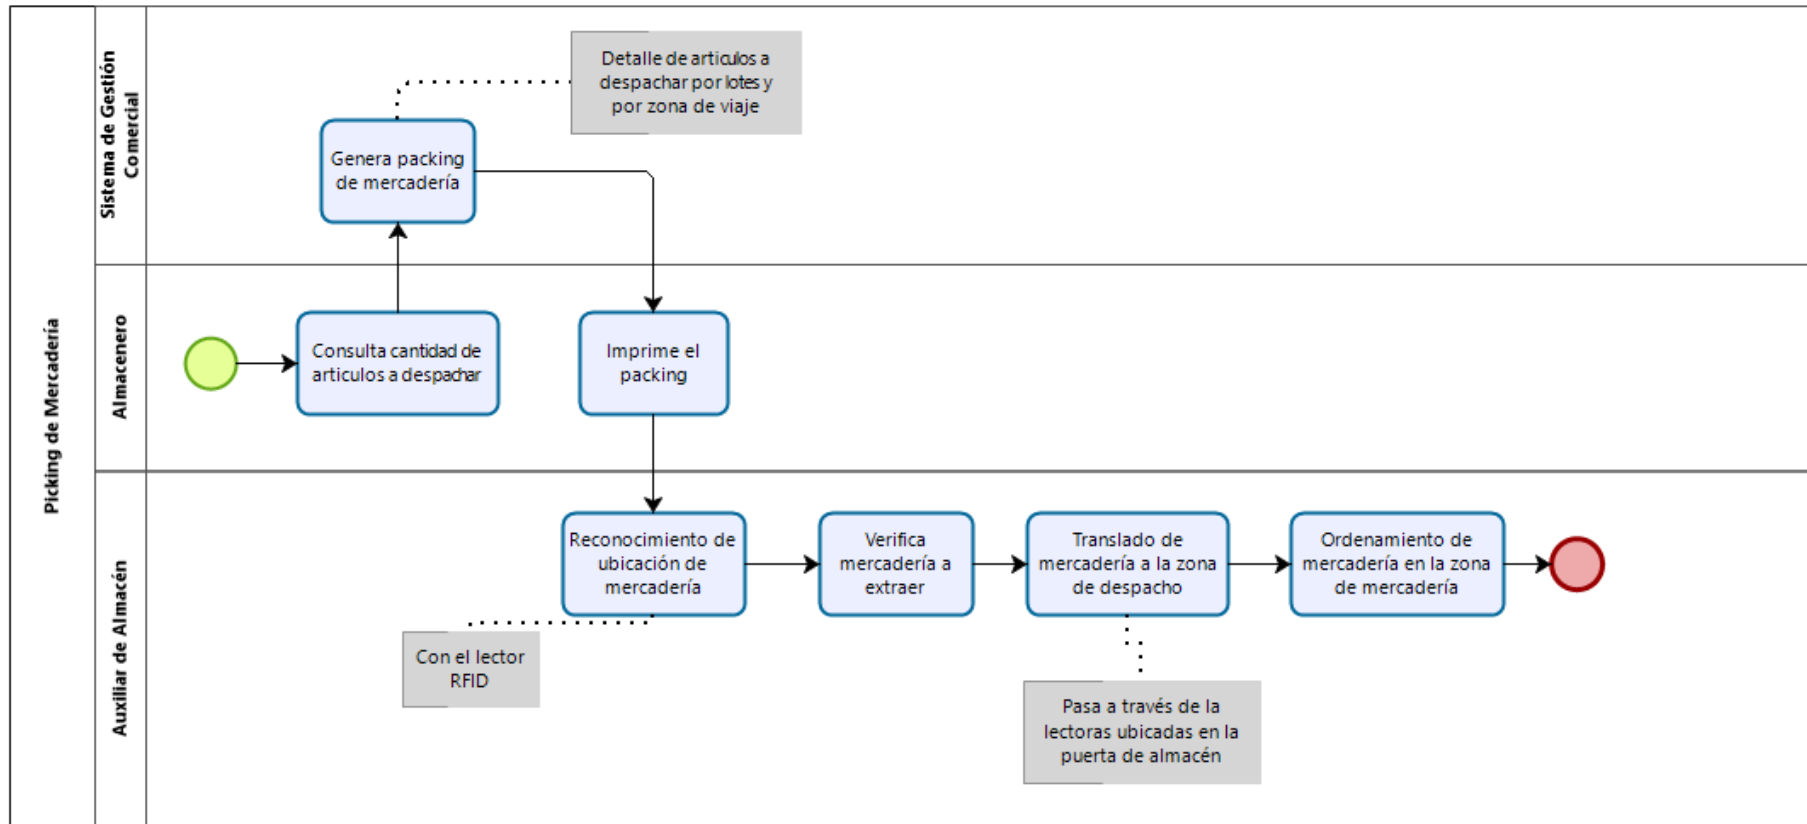 Picking de Mercadería
Sistema de Gestión
Comercial
Detalle de articulos a
despachar por lotes y
por zona de viaje
Genera packing
de mercadería
Almacenero
Consulta cantidad de
articulos a despachar
Imprime el
packing
Auxiliar de Almacén
Reconocimiento de
ubicación de
mercadería
Verifica
mercadería a
extraer
Translado de
mercadería a la zona
de despacho
Ordenamiento de
mercadería en la zona
de mercadería
Con el lector
RFID
Pasa a través de la
lectoras ubicadas en la
puerta de almacén